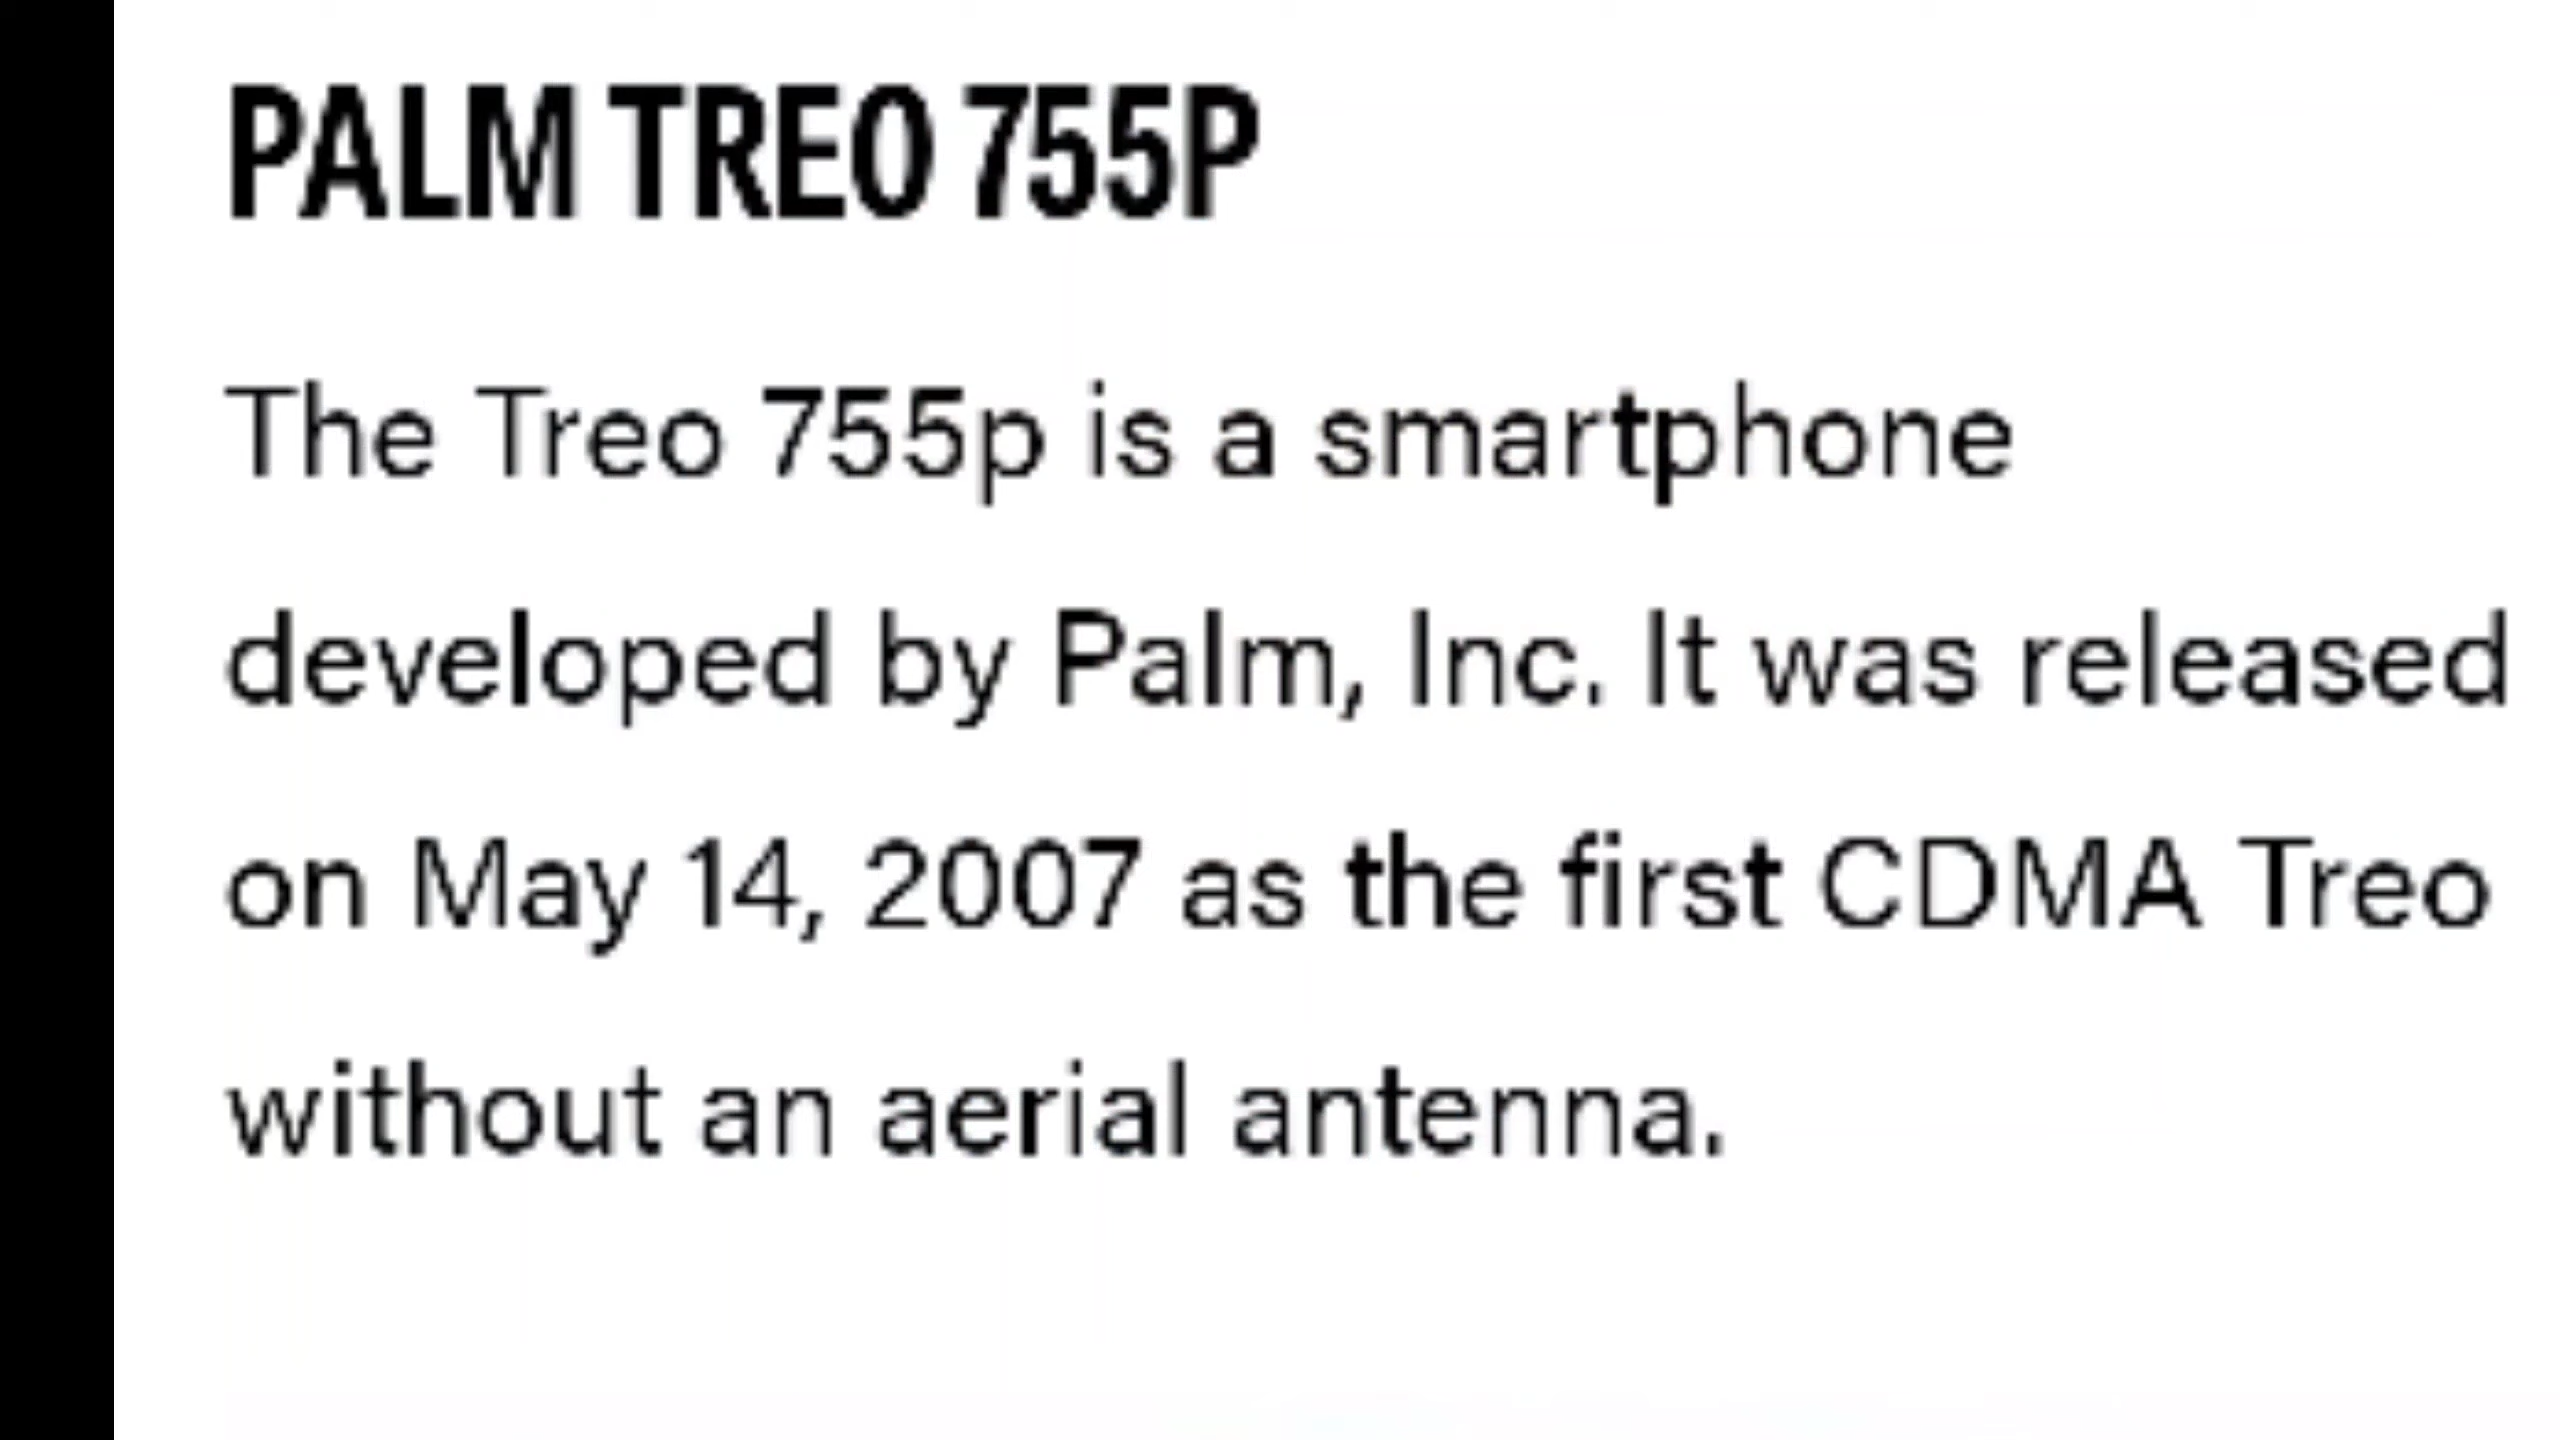 PALM TREO 755P
The Treo 755p is a smartphone
developed by Palm, Inc. It was released
on May 14, 2007 as the first CDMA Treo
without an aerial antenna.